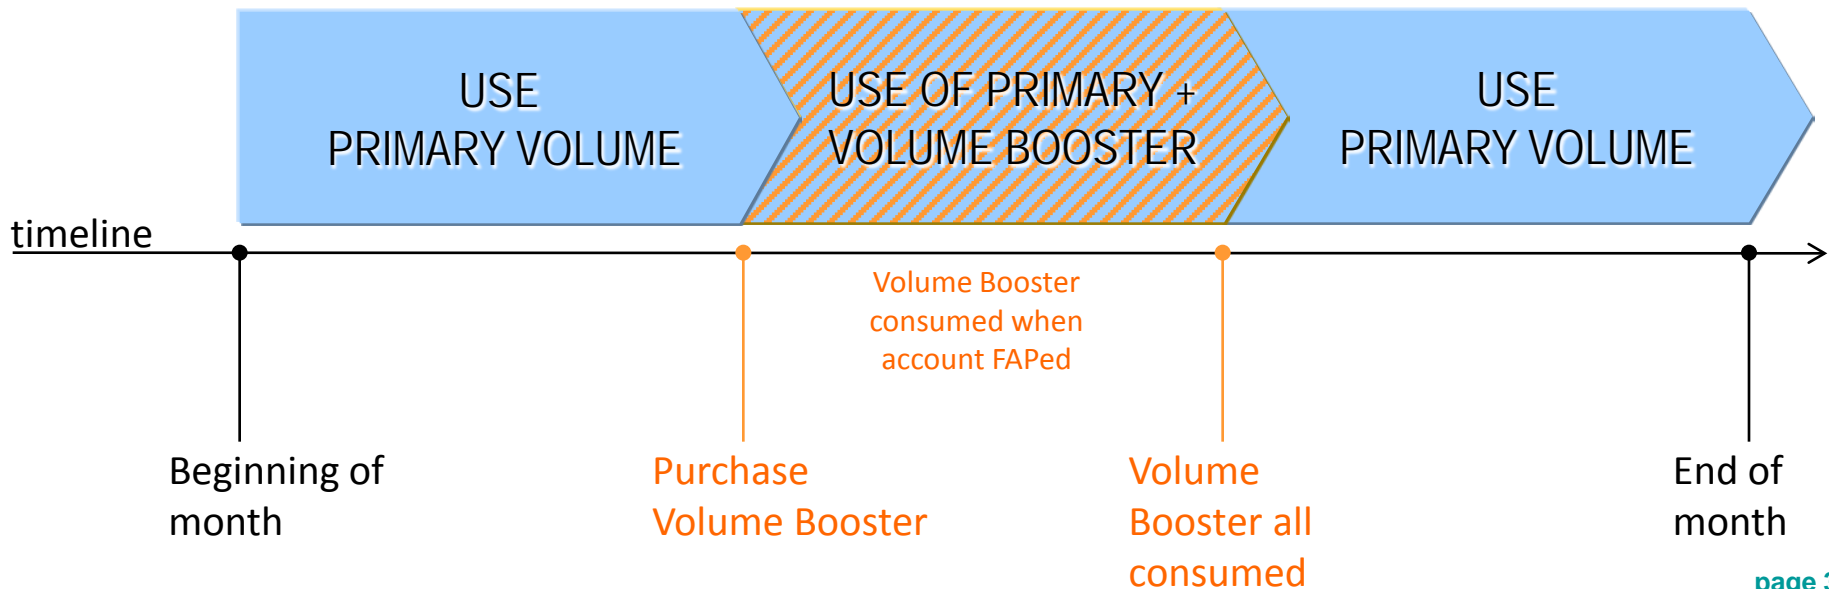 USE
PRIMARY VOLUME
USE OF PRIMARY +
VOLUME BOOSTER
USE
PRIMARY VOLUME
timeline
Volume Booster
consumed when
account FAPed
Beginning of
month
Purchase
Volume Booster
Volume
Booster all
consumed
End of
month
page 3